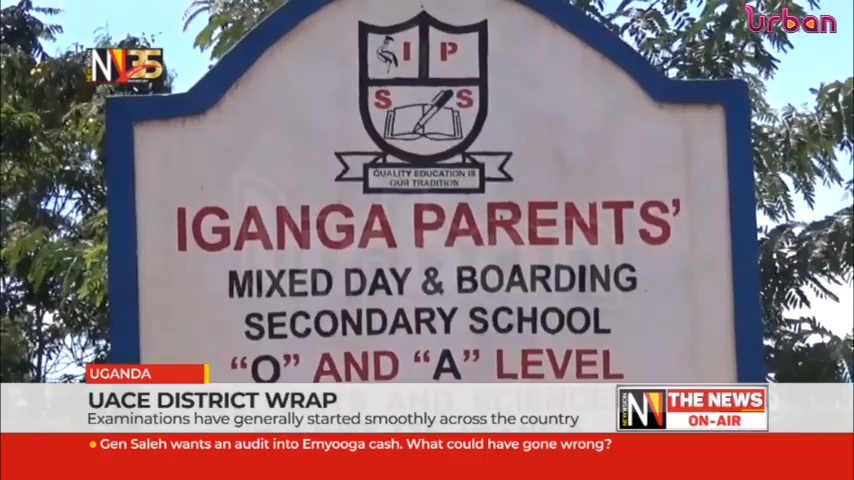 urban
N 25
I P
S S
QUALITY EDUCATION IS
OUR TRADITION
IGANGA PARENTS'
MIXED DAY & BOARDING
SECONDARY SCHOOL
"O" AND "A" LEVEL
UGANDA
UACE DISTRICT WRAP
Examinations have generally started smoothly across the country
THE NEWS
ON-AIR
Gen Saleh wants an audit into Emyooga cash. What could have gone wrong?